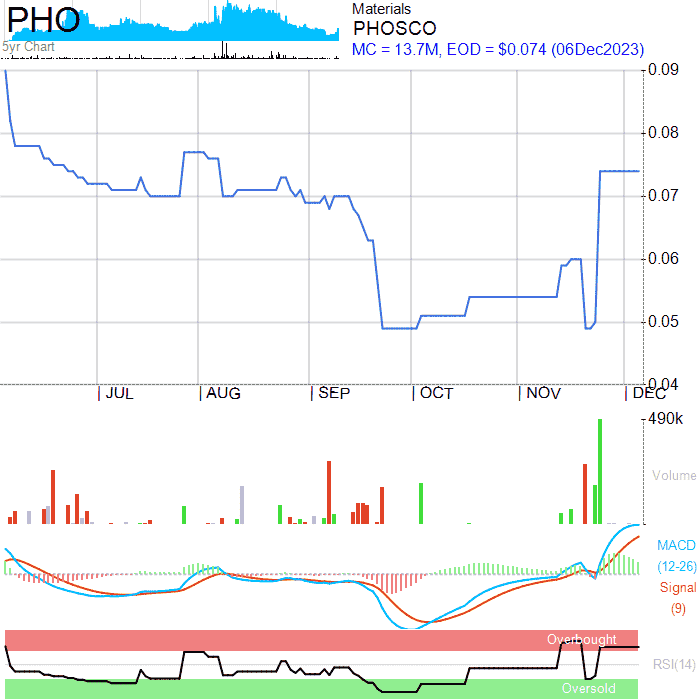 PHO
5yr Chart
Materials
PHOSCO
MC = 13.7M, EOD = $0.074 (06Dec2023)
0.09
0.08
0.07
0.06
0.05
0.04
JUL
AUG
SEP
OCT
NOV
DEC
490k
Volume
MACD
(12-26)
Signal
(9)
Overbought
RSI(14)
Oversold